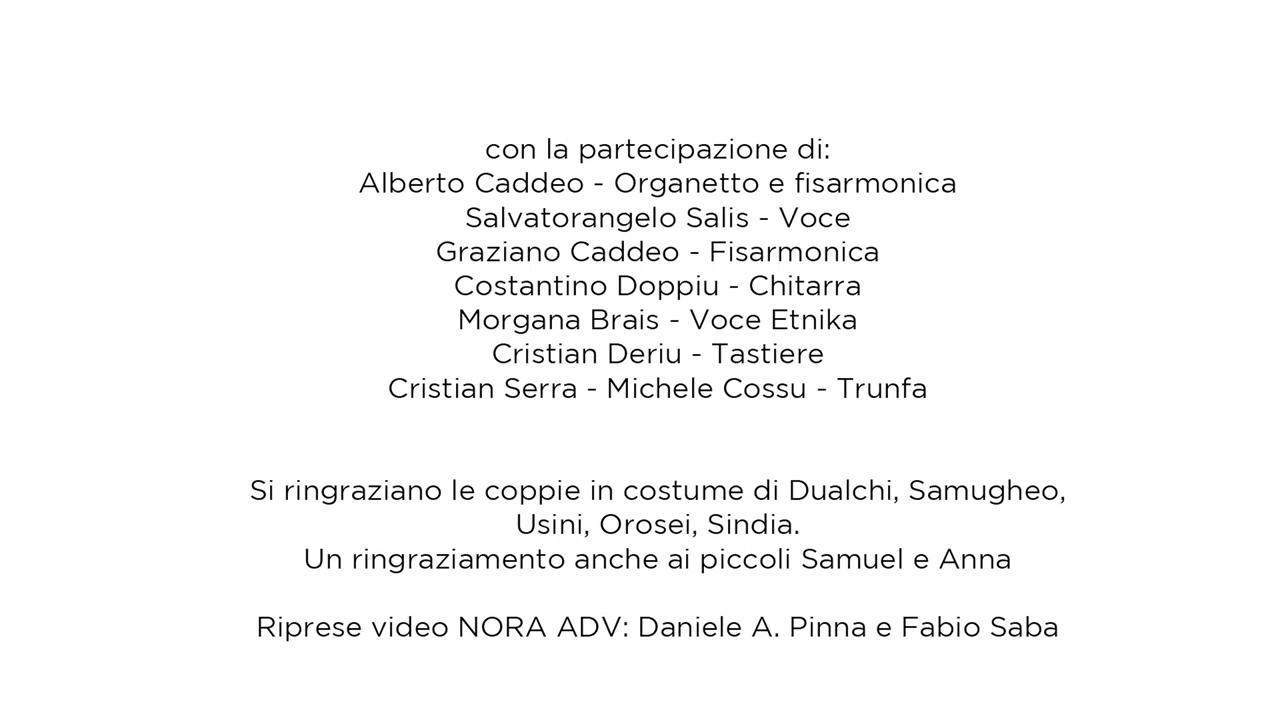 con la partecipazione di:
Alberto Caddeo - Organetto e fisarmonica
Salvatorangelo Salis - Voce
Graziano Caddeo - Fisarmonica
Costantino Doppiu - Chitarra
Morgana Brais - Voce Etnika
Cristian Deriu - Tastiere
Cristian Serra - Michele Cossu - Trunfa
Si ringraziano le coppie in costume di Dualchi, Samugheo,
Usini, Orosei, Sindia.
Un ringraziamento anche ai piccoli Samuel e Anna
Riprese video NORA ADV: Daniele A. Pinna e Fabio Saba